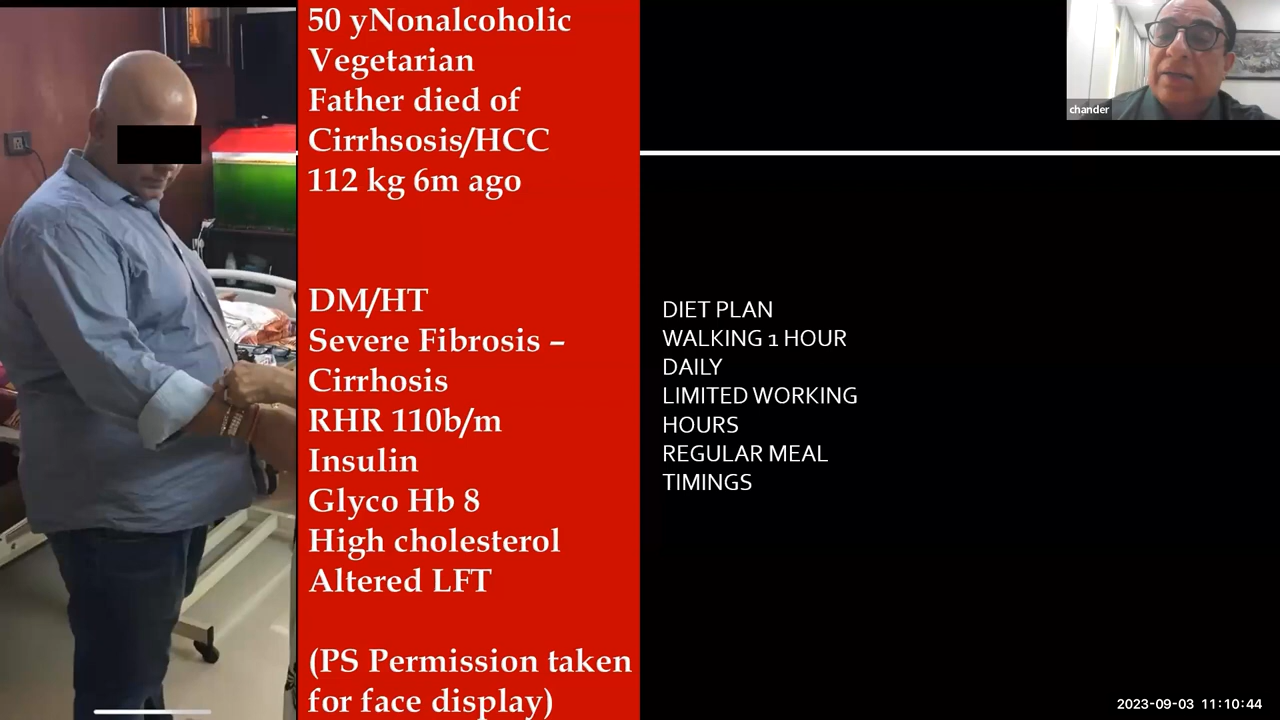 50 yNonalcoholic
Vegetarian
Father died of
Cirrhsosis/HCC
112 kg 6m ago
DM/HT
Severe Fibrosis –
Cirrhosis
RHR 110b/m
Insulin
Glyco Hb 8
High cholesterol
Altered LFT
(PS Permission taken
for face display)
DIET PLAN
WALKING 1 HOUR
DAILY
LIMITED WORKING
HOURS
REGULAR MEAL
TIMINGS
chander
2023-09-03 11:10:44